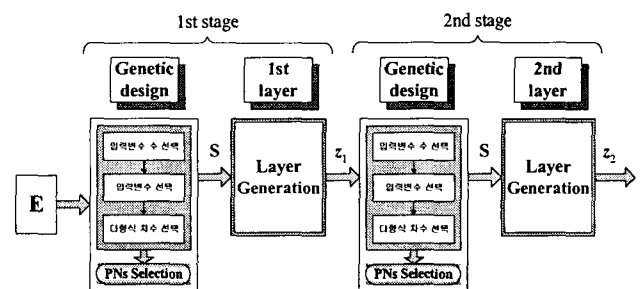 1st stage
2nd stage
Genetic design
1st layer
Genetic design
2nd layer
E
입력변수 수 선택
입력변수 선택
다항식 차수 선택
PNs Selection
S
Layer Generation
z1
입력변수 수 선택
입력변수 선택
다항식 차수 선택
PNs Selection
S
Layer Generation
z2